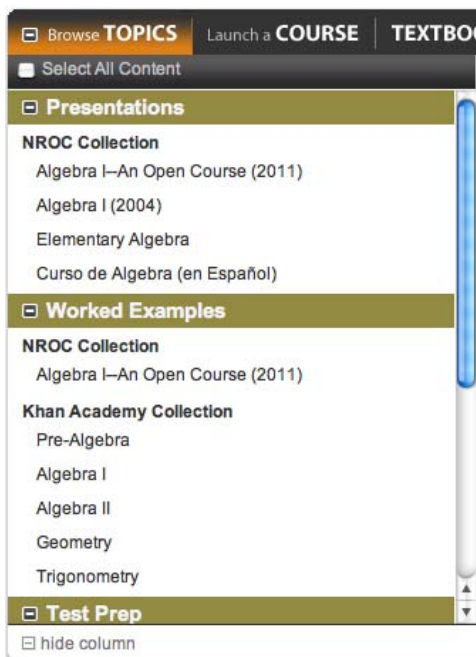 Browse TOPICS Launch a COURSE TEXTBO
Select All Content
Presentations
NROC Collection
Algebra I--An Open Course (2011)
Algebra I (2004)
Elementary Algebra
Curso de Algebra (en Español)
Worked Examples
NROC Collection
Algebra I--An Open Course (2011)
Khan Academy Collection
Pre-Algebra
Algebra I
Algebra II
Geometry
Trigonometry
Test Prep
hide column